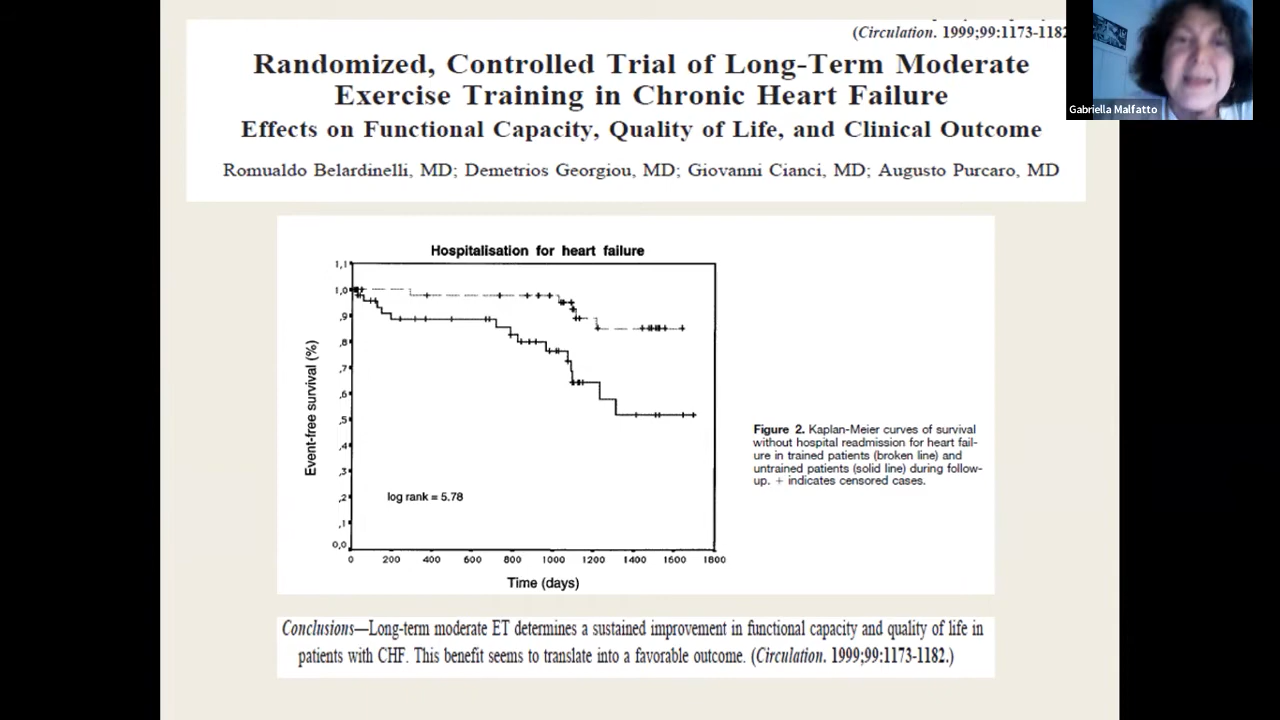 (Circulation. 1999;99:1173-1182
Gabriella Malfatto
Randomized, Controlled Trial of Long-Term Moderate
Exercise Training in Chronic Heart Failure
Effects on Functional Capacity, Quality of Life, and Clinical Outcome
Romualdo Belardinelli, MD; Demetrios Georgiou, MD; Giovanni Cianci, MD; Augusto Purcaro, MD
Hospitalisation for heart failure
1,1
1,0
,9
,8
,7
,6
,5
,4
,3
,2
,1
0,0
Event-free survival (%)
log rank = 5.78
0 200 400 600 800 1000 1200 1400 1600 1800
Time (days)
Figure 2. Kaplan-Meier curves of survival
without hospital readmission for heart fail-
ure in trained patients (broken line) and
untrained patients (solid line) during follow-
up. + indicates censored cases.
Conclusions—Long-term moderate ET determines a sustained improvement in functional capacity and quality of life in
patients with CHF. This benefit seems to translate into a favorable outcome. (Circulation. 1999;99:1173-1182.)